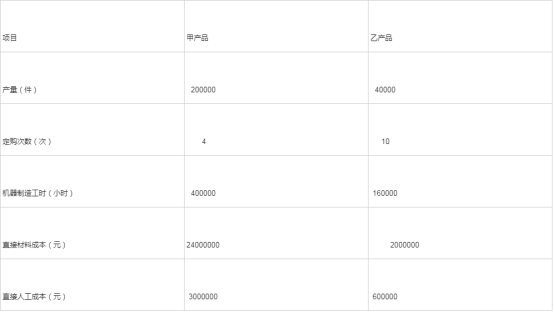 项目 甲产品 乙产品
产量（件） 200000 40000
定购次数（次） 4 10
机器制造工时（小时） 400000 160000
直接材料成本（元） 24000000 2000000
直接人工成本（元） 3000000 600000